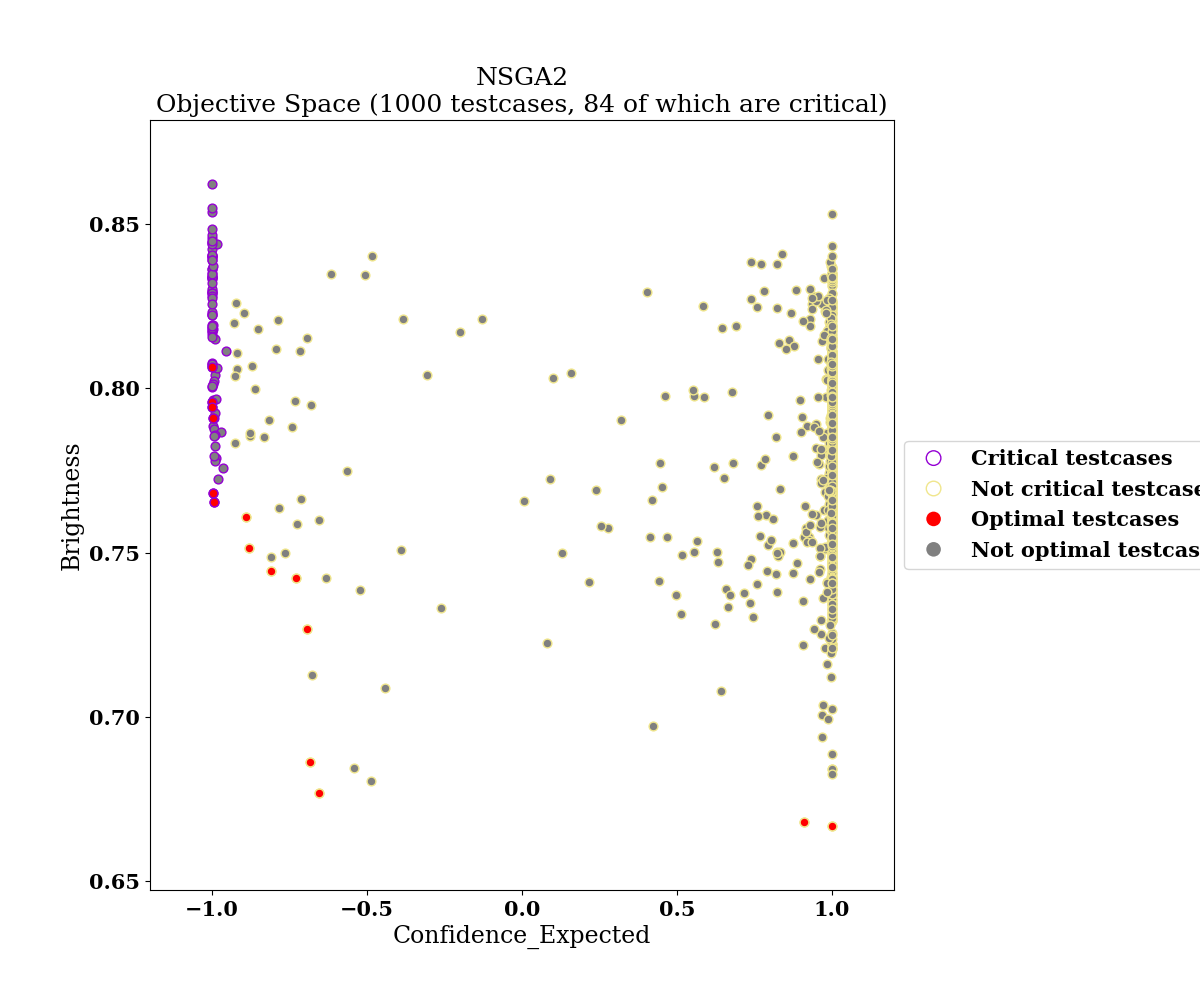 NSGA2
Objective Space (1000 testcases, 84 of which are critical)
0.85
0.80
0.75
0.70
0.65
Brightness
−1.0
−0.5
0.0
0.5
1.0
Confidence_Expected
Critical testcases
Not critical testcase
Optimal testcases
Not optimal testcas